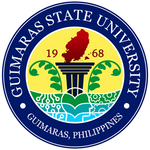 GUIMARAS STATE UNIVERSITY
19 68
GUIMARAS, PHILIPPINES